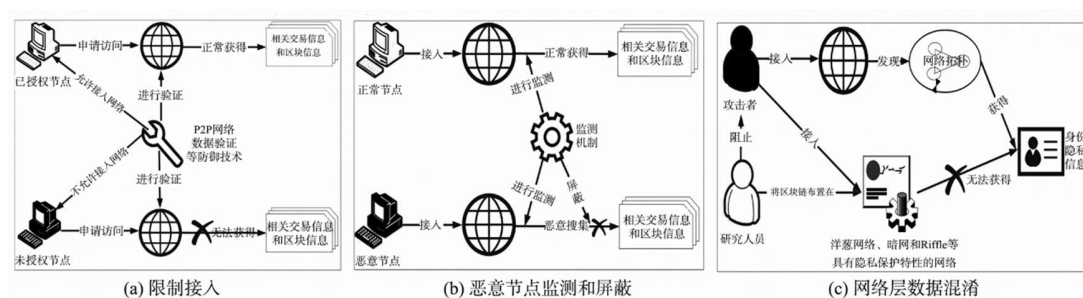 申请访问
正常获得
相关交易信息
和区块信息
已授权节点
允许接入网络
进行验证
P2P网络
数据验证
等防御技术
不允许接入网络
进行验证
申请访问
无法获得
相关交易信息
和区块信息
未授权节点
(a) 限制接入
接入
正常获得
相关交易信息
和区块信息
正常节点
进行监测
监测
机制
进行监测
屏蔽
接入
恶意搜集
相关交易信息
和区块信息
恶意节点
(b) 恶意节点监测和屏蔽
接入
发现
网络拓扑
攻击者
获得
阻止
接入
身份
隐私
信息
无法获得
将区块链布置在
研究人员
洋葱网络、暗网和Riffle等
具有隐私保护特性的网络
(c) 网络层数据混淆